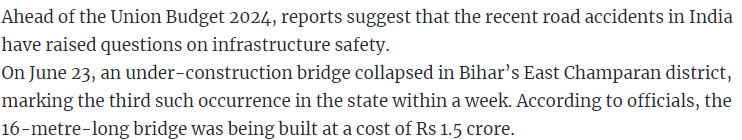 Ahead of the Union Budget 2024, reports suggest that the recent road accidents in India
have raised questions on infrastructure safety.
On June 23, an under-construction bridge collapsed in Bihar’s East Champaran district,
marking the third such occurrence in the state within a week. According to officials, the
16-metre-long bridge was being built at a cost of Rs 1.5 crore.